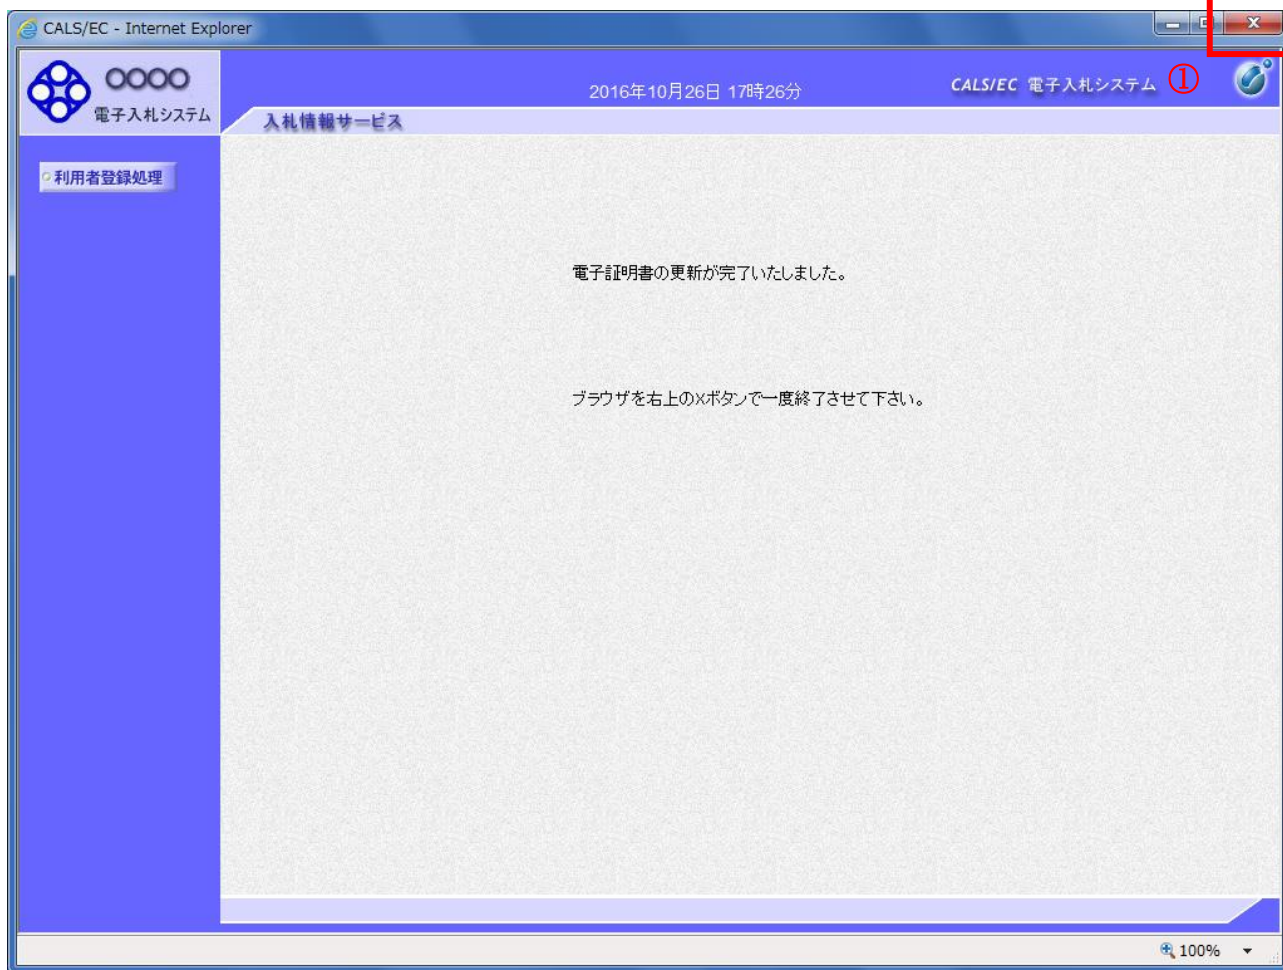 CALS/EC - Internet Explorer
〇〇〇〇
電子入札システム
2016年10月26日 17時26分
CALS/EC 電子入札システム
①
入札情報サービス
利用者登録処理
電子証明書の更新が完了いたしました。
ブラウザを右上の×ボタンで一度終了させて下さい。
100%